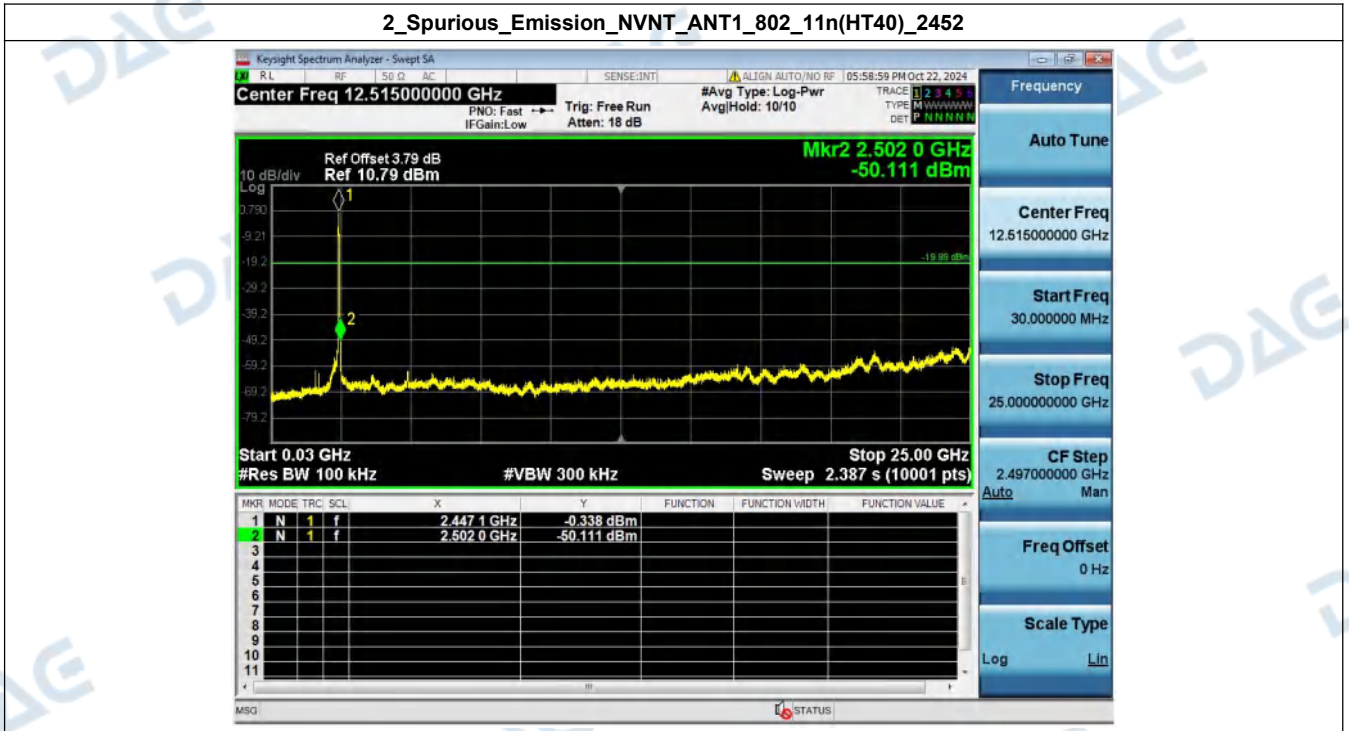 2_Spurious_Emission_NVNT_ANT1_802_11n(HT40)_2452
Keysight Spectrum Analyzer - Swept SA
LXI RL RF 50 Ω AC SENSE:INT ALIGN AUTO/NO RF 05:58:59 PM Oct 22, 2024
Center Freq 12.515000000 GHz
PNO: Fast
IFGain:Low
Trig: Free Run
Atten: 18 dB
#Avg Type: Log-Pwr
Avg|Hold: 10/10
TRACE 1 2 3 4 5 6
TYPE M WWWWW
DET P N N N N N
Mkr2 2.502 0 GHz
-50.111 dBm
Ref Offset 3.79 dB
10 dB/div Ref 10.79 dBm
Log
1
0.790
-9.21
-19.2
-19.99 dBm
-29.2
-39.2
2
-49.2
-59.2
-69.2
-79.2
Start 0.03 GHz Stop 25.00 GHz
#Res BW 100 kHz #VBW 300 kHz Sweep 2.387 s (10001 pts)
MKR MODE TRC SCL X Y FUNCTION FUNCTION WIDTH FUNCTION VALUE
1 N 1 f 2.447 1 GHz -0.338 dBm
2 N 1 f 2.502 0 GHz -50.111 dBm
3
4
5
6
7
8
9
10
11
MSG STATUS
Frequency
Auto Tune
Center Freq
12.515000000 GHz
Start Freq
30.000000 MHz
Stop Freq
25.000000000 GHz
CF Step
2.497000000 GHz
Auto Man
Freq Offset
0 Hz
Scale Type
Log Lin
DAE
DAE
DAE